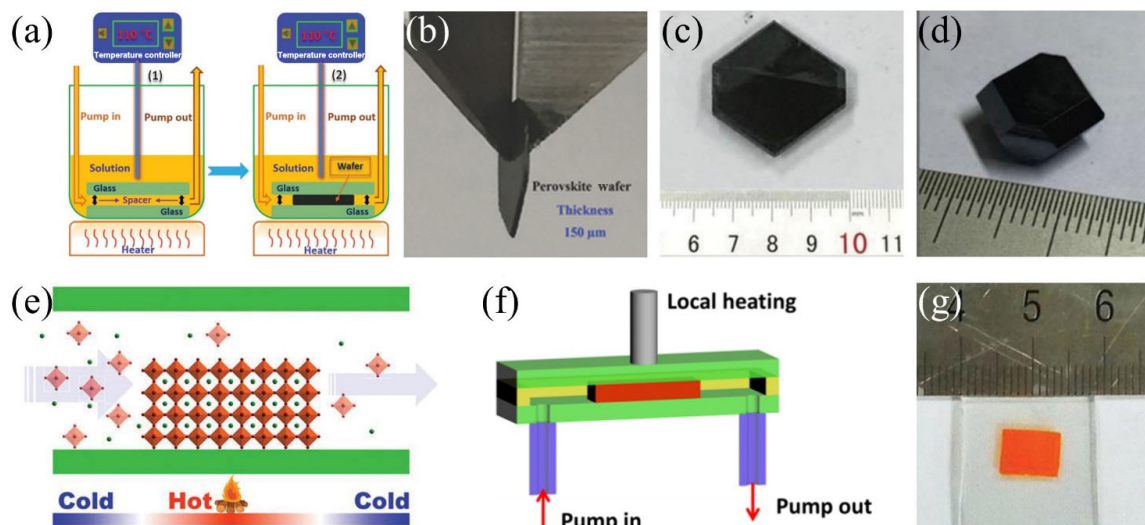 (a)
110 °C
Temperature controller
(1)
Pump in
Pump out
Solution
Glass
Spacer
Glass
Heater
110 °C
Temperature controller
(2)
Pump in
Pump out
Solution
Wafer
Glass
Glass
Heater
(b)
Perovskite wafer
Thickness
150 μm
(c)
mm
6 7 8 9 10 11
(d)
(e)
Cold Hot Cold
(f)
Local heating
Pump in
Pump out
(g)
4 5 6